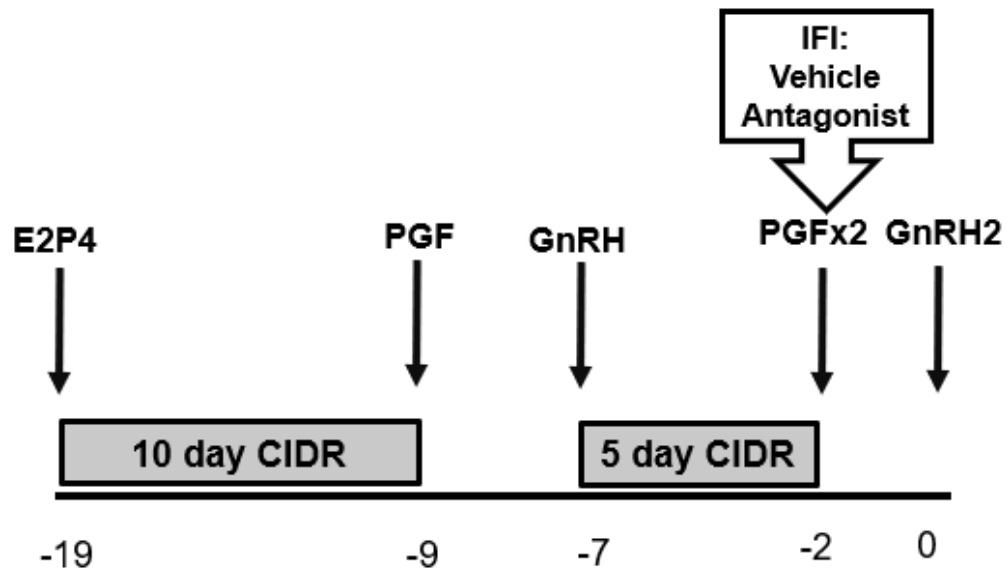 IFI:
Vehicle
Antagonist
E2P4 PGF GnRH PGFx2 GnRH2
10 day CIDR 5 day CIDR
-19 -9 -7 -2 0